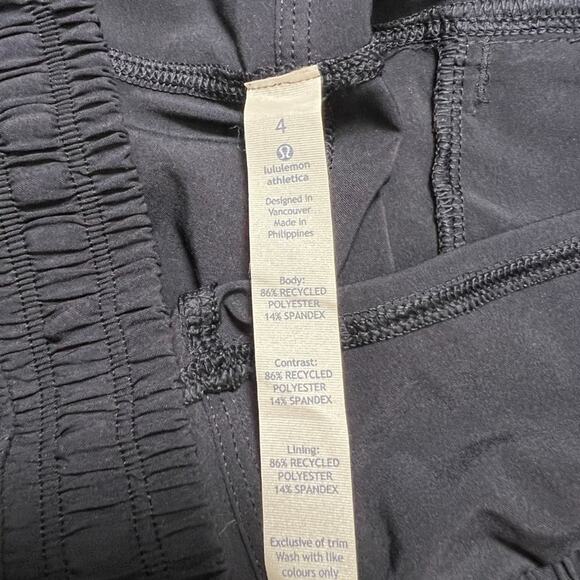 4
lululemon
athletica
Designed in
Vancouver
Made in
Philippines
Body:
86% RECYCLED
POLYESTER
14% SPANDEX
Contrast:
86% RECYCLED
POLYESTER
14% SPANDEX
Lining:
86% RECYCLED
POLYESTER
14% SPANDEX
Exclusive of trim
Wash with like
colours only